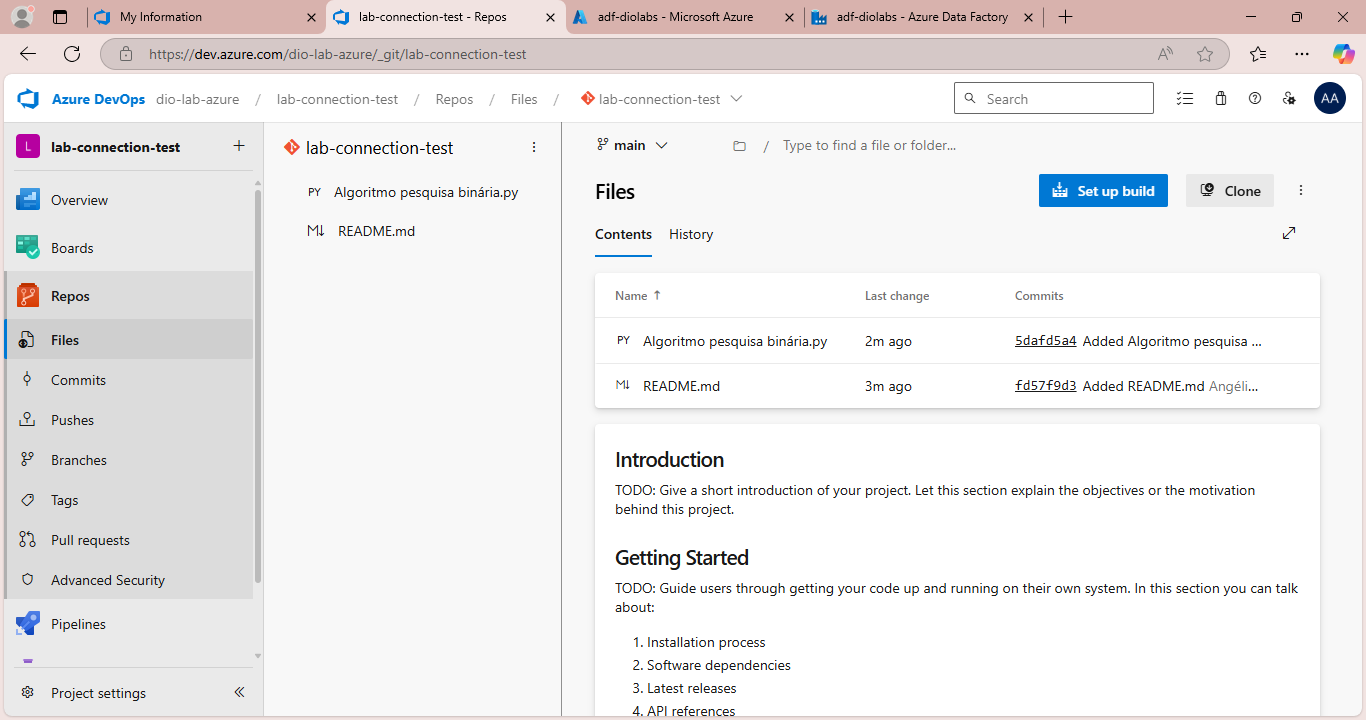 My Information
lab-connection-test - Repos
adf-diolabs - Microsoft Azure
adf-diolabs - Azure Data Factory
https://dev.azure.com/dio-lab-azure/_git/lab-connection-test
Azure DevOps dio-lab-azure / lab-connection-test / Repos / Files / lab-connection-test
Search
AA
L lab-connection-test
Overview
Boards
Repos
Files
Commits
Pushes
Branches
Tags
Pull requests
Advanced Security
Pipelines
Project settings
lab-connection-test
PY Algoritmo pesquisa binária.py
M↓ README.md
main / Type to find a file or folder...
Files
Set up build
Clone
Contents History
Name ↑ Last change Commits
PY Algoritmo pesquisa binária.py 2m ago 5dafd5a4 Added Algoritmo pesquisa ...
M↓ README.md 3m ago fd57f9d3 Added README.md Angéli...
Introduction
TODO: Give a short introduction of your project. Let this section explain the objectives or the motivation
behind this project.
Getting Started
TODO: Guide users through getting your code up and running on their own system. In this section you can talk
about:
1. Installation process
2. Software dependencies
3. Latest releases
4. API references